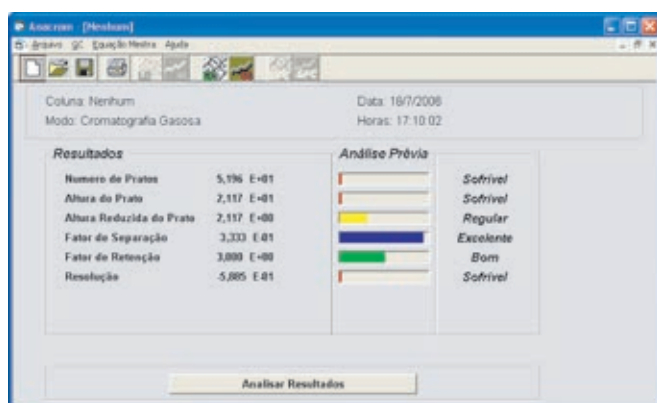 Anacrom - [Nenhum]
Arquivo QC Equação Mestra Ajuda
Coluna: Nenhum Data: 18/7/2006
Modo: Cromatografia Gasosa Horas: 17:10:02
Resultados Análise Prévia
Numero de Pratos 5,196 E+01 Sofrível
Altura do Prato 2,117 E+01 Sofrível
Altura Reduzida do Prato 2,117 E+00 Regular
Fator de Separação 3,333 E-01 Excelente
Fator de Retenção 3,000 E+00 Bom
Resolução -5,885 E-01 Sofrível
Analisar Resultados